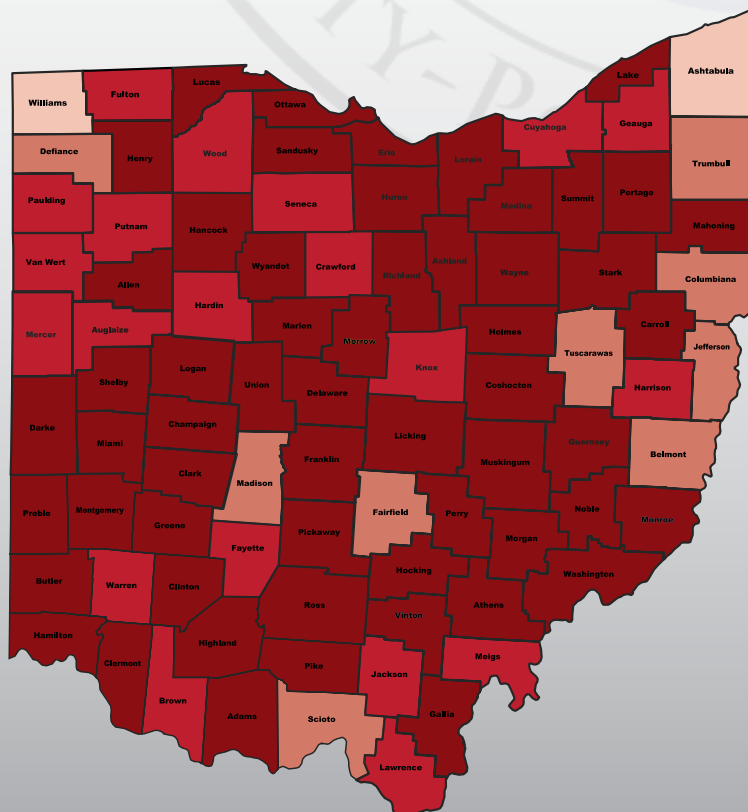 TY-P
Ashtabula
Lake
Lucas
Fulton
Williams
Ottawa
Geauga
Cuyahoga
Defiance
Henry
Wood
Sandusky
Erie
Lorain
Trumbull
Paulding
Seneca
Huron
Medina
Summit
Portage
Putnam
Hancock
Mahoning
Van Wert
Allen
Wyandot
Crawford
Richland
Ashland
Wayne
Stark
Columbiana
Mercer
Auglaize
Hardin
Marion
Morrow
Knox
Holmes
Tuscarawas
Carroll
Jefferson
Shelby
Logan
Union
Delaware
Coshocton
Harrison
Darke
Miami
Champaign
Licking
Guernsey
Belmont
Clark
Madison
Franklin
Muskingum
Preble
Montgomery
Greene
Pickaway
Fairfield
Perry
Noble
Monroe
Morgan
Fayette
Butler
Warren
Clinton
Hocking
Washington
Ross
Athens
Vinton
Hamilton
Clermont
Highland
Pike
Jackson
Meigs
Brown
Adams
Scioto
Gallia
Lawrence